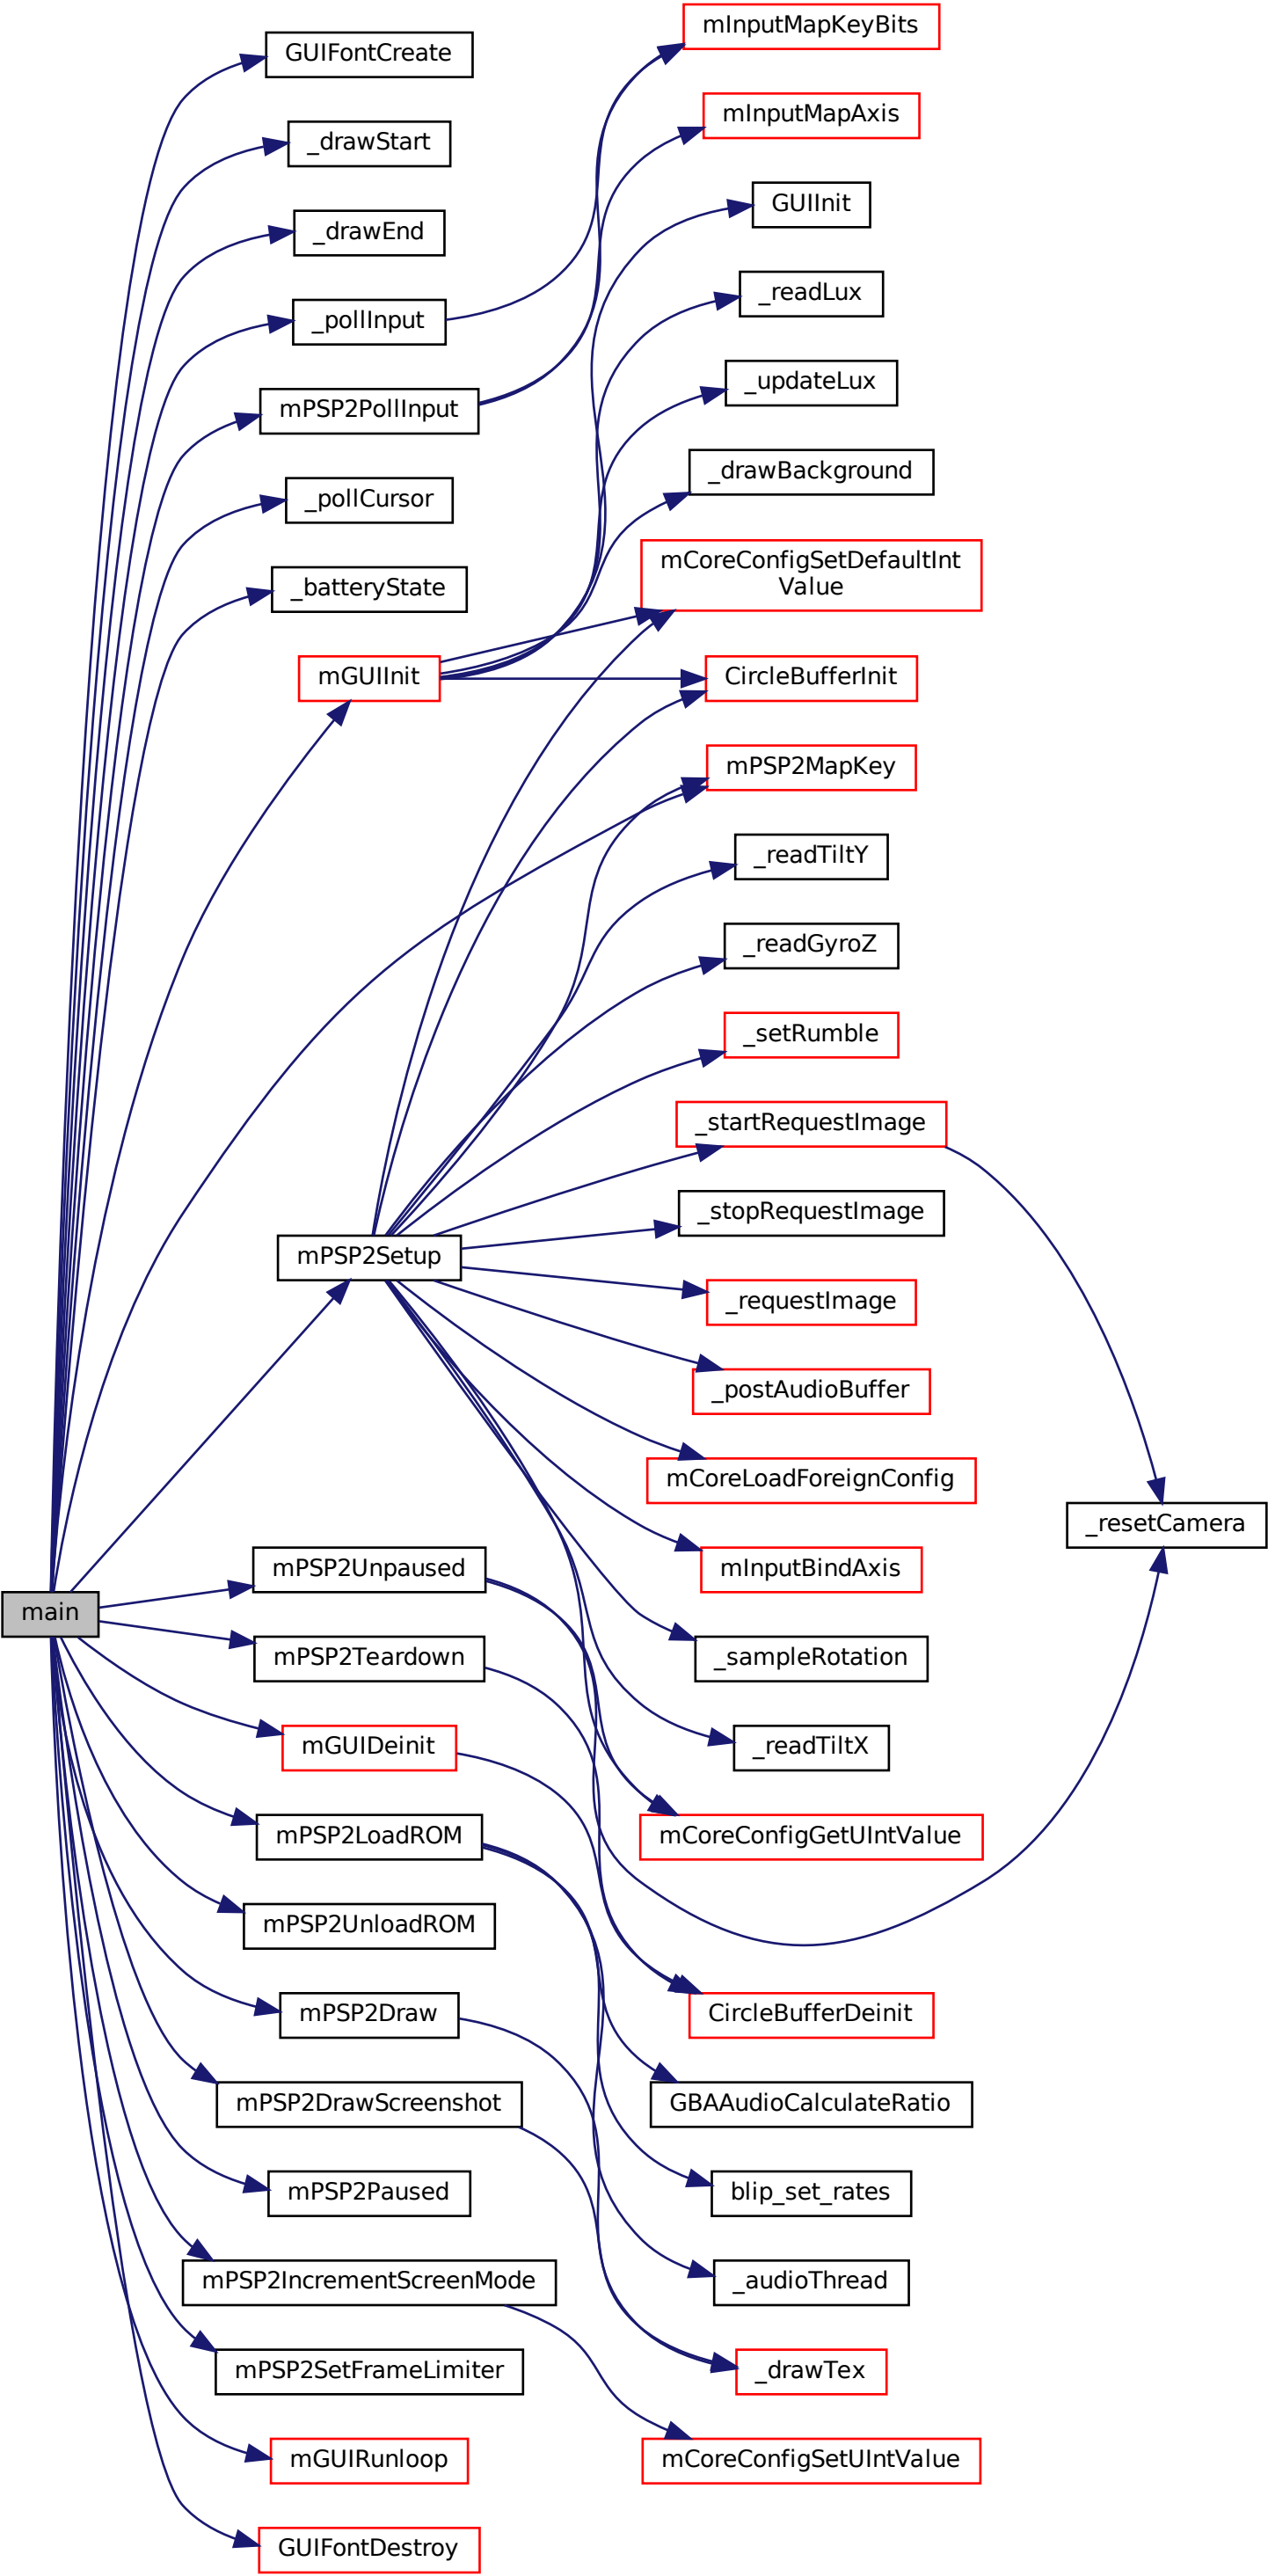 main
GUIFontCreate
_drawStart
_drawEnd
_pollInput
mPSP2PollInput
_pollCursor
_batteryState
mGUIInit
mPSP2Setup
mPSP2Unpaused
mPSP2Teardown
mGUIDeinit
mPSP2LoadROM
mPSP2UnloadROM
mPSP2Draw
mPSP2DrawScreenshot
mPSP2Paused
mPSP2IncrementScreenMode
mPSP2SetFrameLimiter
mGUIRunloop
GUIFontDestroy
mInputMapKeyBits
mInputMapAxis
GUIInit
_readLux
_updateLux
_drawBackground
mCoreConfigSetDefaultInt
Value
CircleBufferInit
mPSP2MapKey
_readTiltY
_readGyroZ
_setRumble
_startRequestImage
_stopRequestImage
_requestImage
_postAudioBuffer
mCoreLoadForeignConfig
mInputBindAxis
_sampleRotation
_readTiltX
mCoreConfigGetUIntValue
CircleBufferDeinit
GBAAudioCalculateRatio
blip_set_rates
_audioThread
_drawTex
mCoreConfigSetUIntValue
_resetCamera